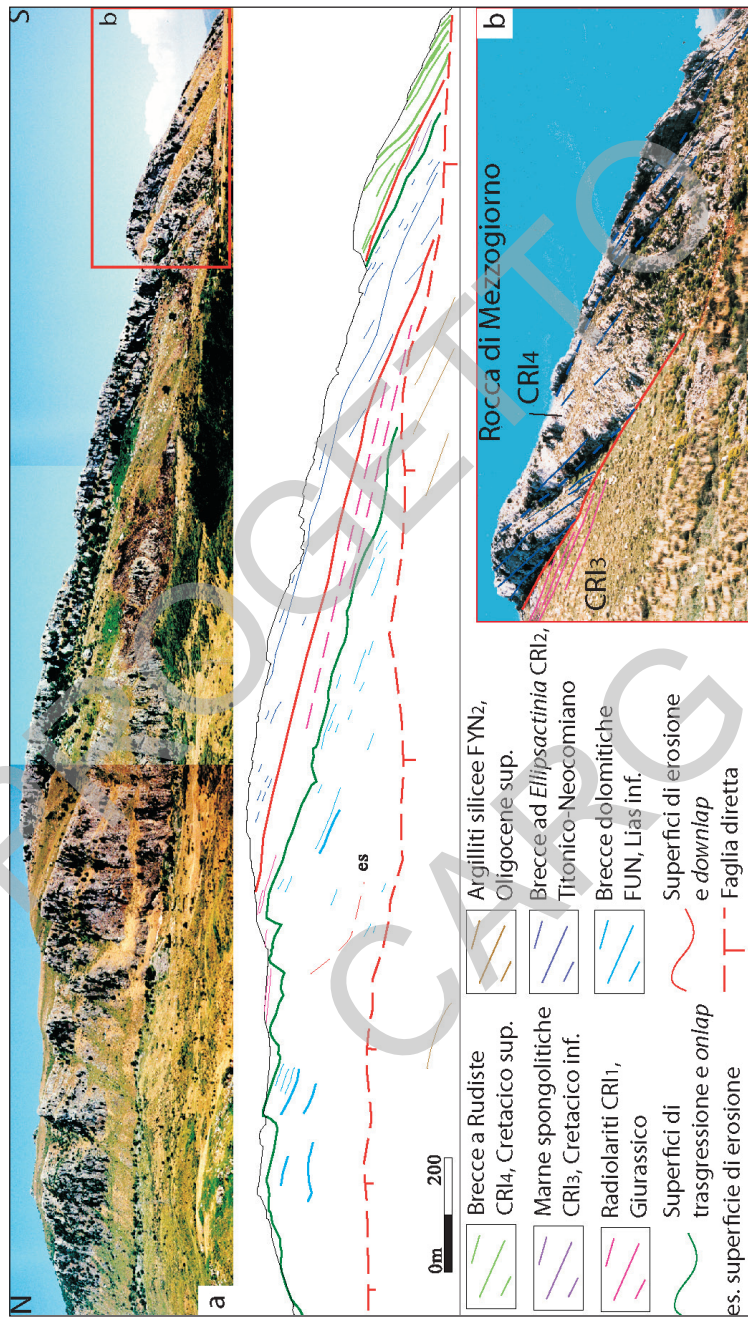 N
S
a
b
es
0m
200
Brecce a Rudiste
CRI4, Cretacico sup.
Argilliti silicee FYN2,
Oligocene sup.
Marne spongolitiche
CRI3, Cretacico inf.
Brecce ad Ellipsactinia CRI2,
Titonico-Neocomiano
Radiolariti CRI1,
Giurassico
Brecce dolomitiche
FUN, Lias inf.
Superfici di
trasgressione e onlap
Superfici di erosione
e downlap
es. superficie di erosione
Faglia diretta
b
Rocca di Mezzogiorno
CRI4
CRI3
PROGETTO
CARG